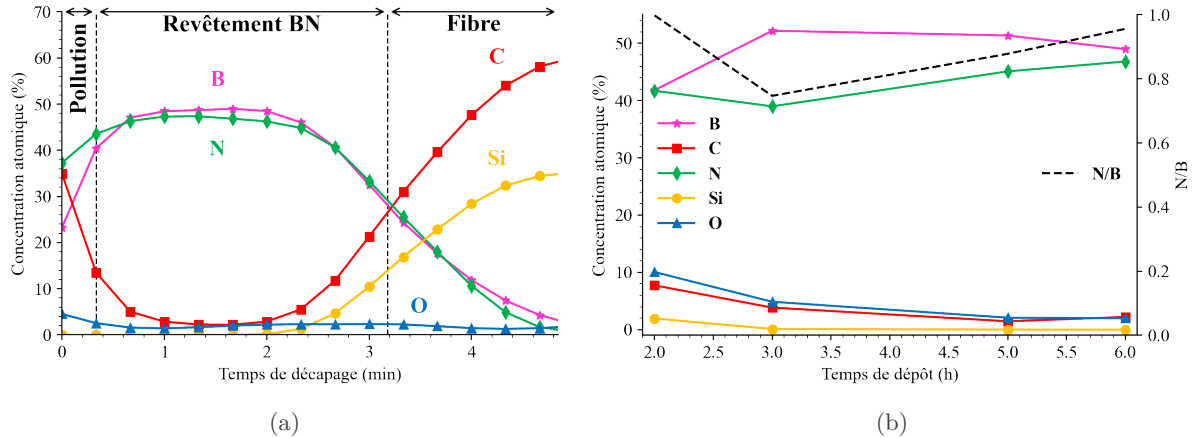 Pollution
Revêtement BN
Fibre
B
N
C
Si
O
70
60
50
40
30
20
10
0
Concentration atomique (%)
0 1 2 3 4
Temps de décapage (min)
(a)
50
40
30
20
10
0
Concentration atomique (%)
B
C
N
Si
O
N/B
1.0
0.8
0.6
0.4
0.2
0.0
N/B
2.0 2.5 3.0 3.5 4.0 4.5 5.0 5.5 6.0
Temps de dépôt (h)
(b)